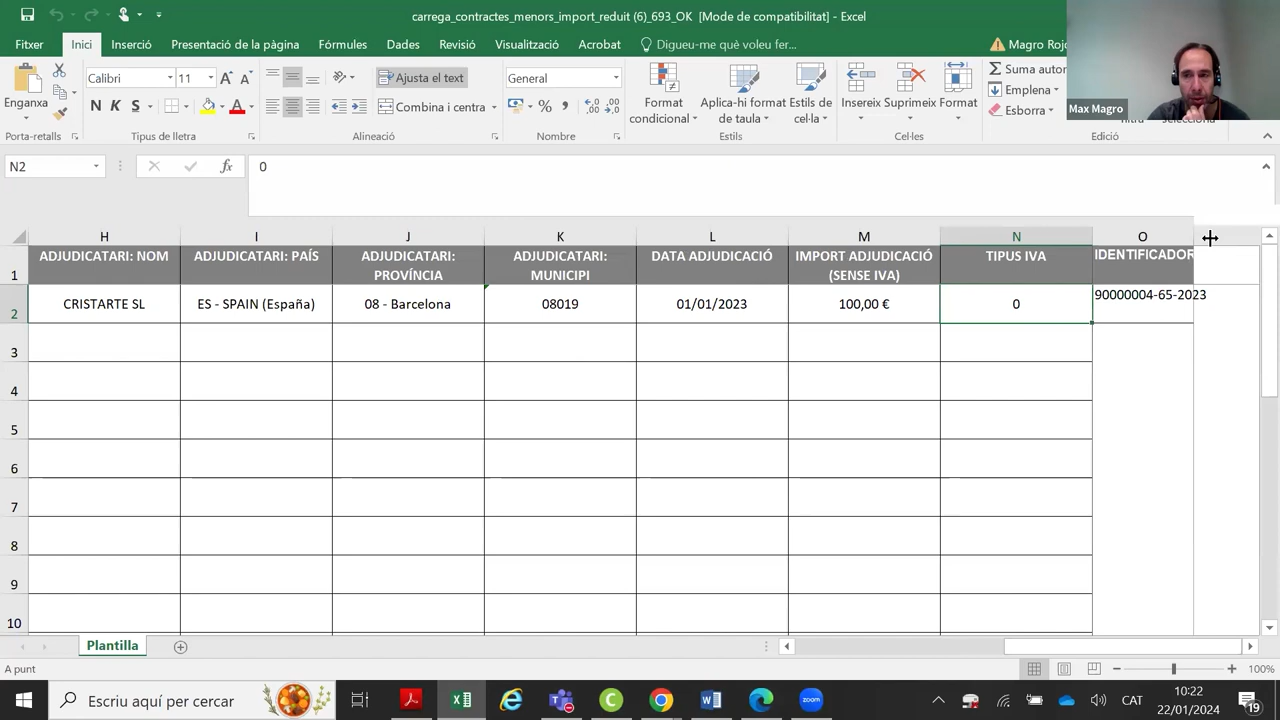 carrega_contractes_menors_import_reduit (6)_693_OK [Mode de compatibilitat] - Excel
Fitxer Inici Inserció Presentació de la pàgina Fórmules Dades Revisió Visualització Acrobat Digueu-me què voleu fer... Magro Rojo
Enganxa
Calibri 11
N K S
Ajusta el text
Combina i centra
General
%
Format condicional
Aplica-hi format de taula
Estils de cel·la
Insereix
Suprimeix
Format
Suma autom
Emplena
Esborra
Max Magro
Porta-retalls Tipus de lletra Alineació Nombre Estils Cel·les Edició
N2 fx 0
H I J K L M N O
1 ADJUDICATARI: NOM ADJUDICATARI: PAÍS ADJUDICATARI: PROVÍNCIA ADJUDICATARI: MUNICIPI DATA ADJUDICACIÓ IMPORT ADJUDICACIÓ (SENSE IVA) TIPUS IVA IDENTIFICADOR
2 CRISTARTE SL ES - SPAIN (España) 08 - Barcelona 08019 01/01/2023 100,00 € 0 90000004-65-2023
3
4
5
6
7
8
9
10
Plantilla
A punt 100%
Escriu aquí per cercar
CAT
10:22
22/01/2024
19
zoom